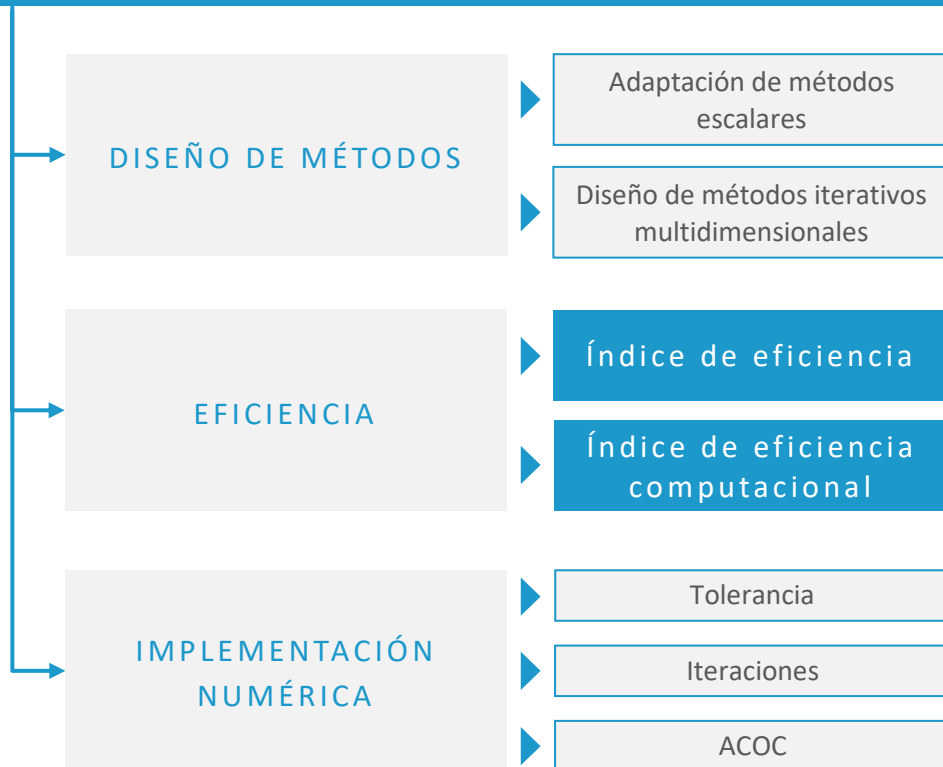 DISEÑO DE MÉTODOS
Adaptación de métodos
escalares
Diseño de métodos iterativos
multidimensionales
EFICIENCIA
Índice de eficiencia
Índice de eficiencia
computacional
IMPLEMENTACIÓN
NUMÉRICA
Tolerancia
Iteraciones
ACOC